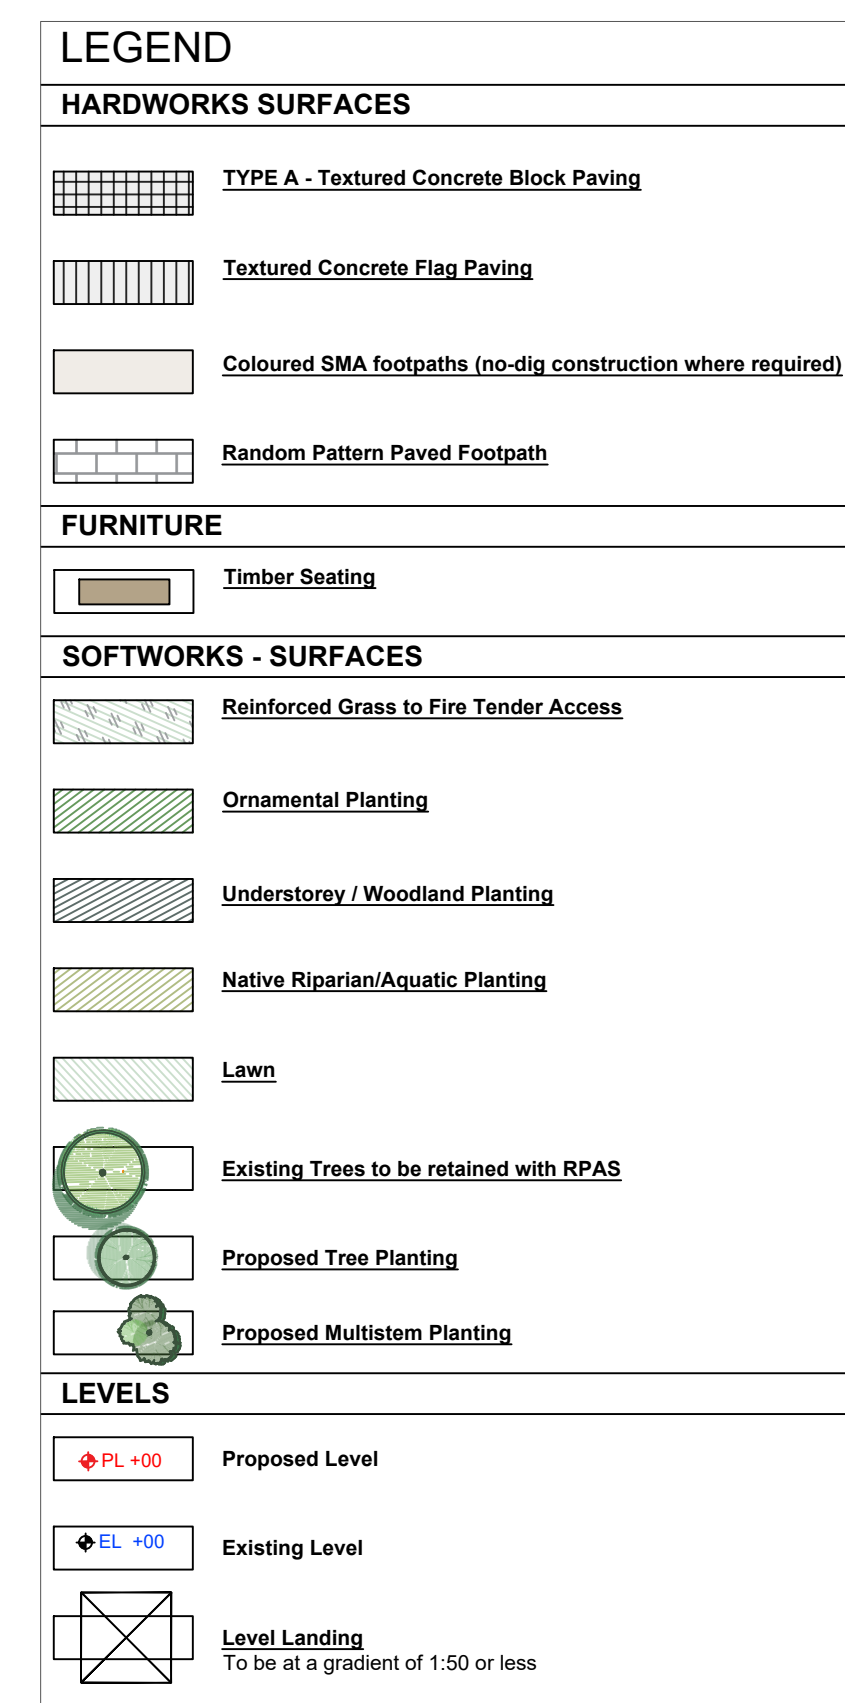 LEGEND
HARDWORKS SURFACES
TYPE A - Textured Concrete Block Paving
Textured Concrete Flag Paving
Coloured SMA footpaths (no-dig construction where required)
Random Pattern Paved Footpath
FURNITURE
Timber Seating
SOFTWORKS - SURFACES
Reinforced Grass to Fire Tender Access
Ornamental Planting
Understorey / Woodland Planting
Native Riparian/Aquatic Planting
Lawn
Existing Trees to be retained with RPAS
Proposed Tree Planting
Proposed Multistem Planting
LEVELS
PL +00 Proposed Level
EL +00 Existing Level
Level Landing
To be at a gradient of 1:50 or less